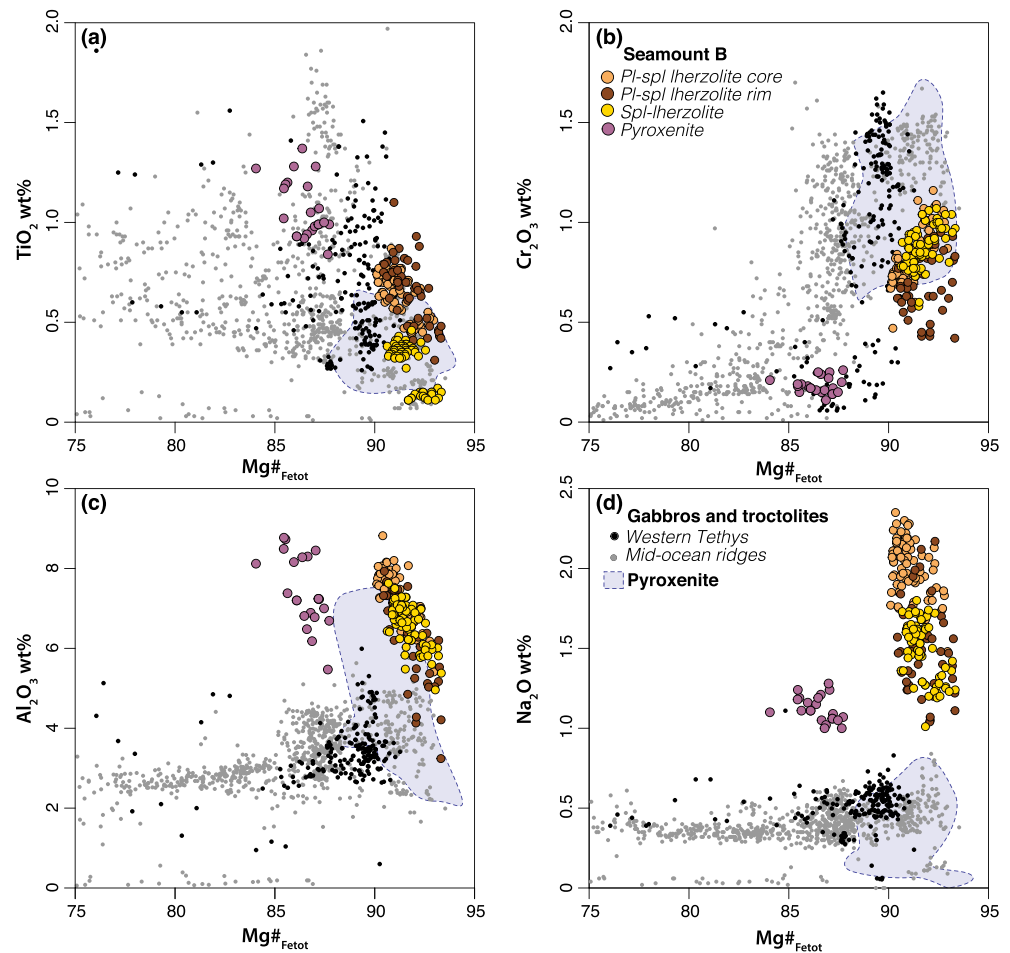 (a)
2.0
1.5
1.0
0.5
0
TiO2 wt%
75 80 85 90 95
Mg#Fetot
(b)
Seamount B
Pl-spl lherzolite core
Pl-spl lherzolite rim
Spl-lherzolite
Pyroxenite
2.0
1.5
1.0
0.5
0
Cr2O3 wt%
75 80 85 90 95
Mg#Fetot
(c)
10
8
6
4
2
0
Al2O3 wt%
75 80 85 90 95
Mg#Fetot
(d)
Gabbros and troctolites
Western Tethys
Mid-ocean ridges
Pyroxenite
2.5
2.0
1.5
1.0
0.5
0
Na2O wt%
75 80 85 90 95
Mg#Fetot